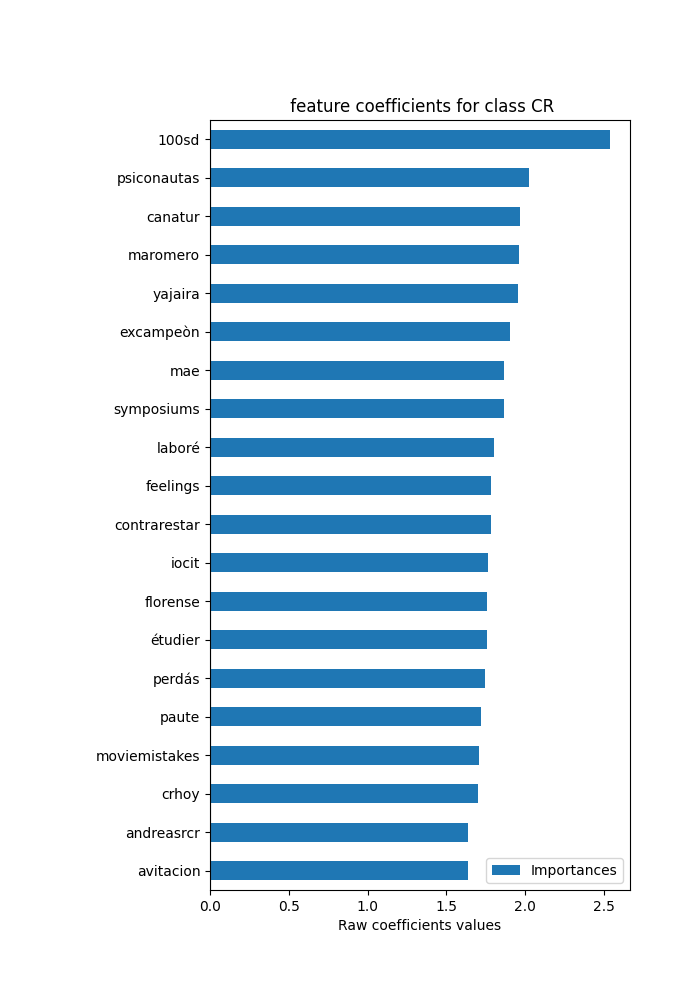 feature coefficients for class CR
100sd
psiconautas
canatur
maromero
yajaira
excampeòn
mae
symposiums
laboré
feelings
contrarestar
iocit
florense
étudier
perdás
paute
moviemistakes
crhoy
andreasrcr
avitacion
Importances
0.0 0.5 1.0 1.5 2.0 2.5
Raw coefficients values